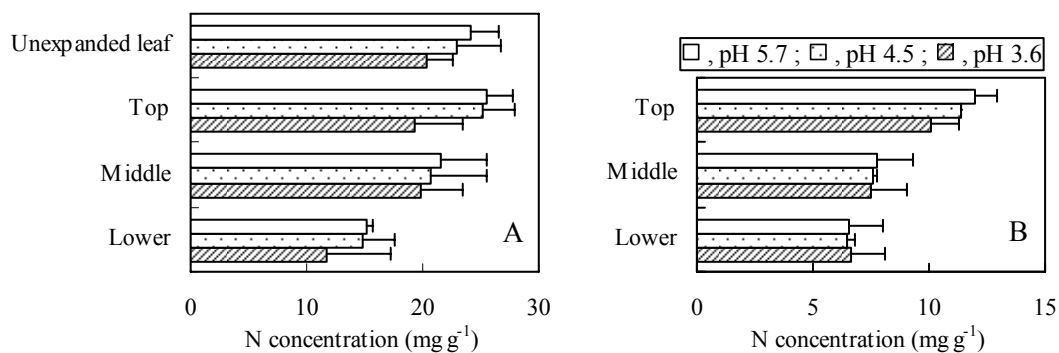 Unexpanded leaf
Top
Middle
Lower
A
0 10 20 30
N concentration (mg g⁻¹)
, pH 5.7 ; , pH 4.5 ; , pH 3.6
Top
Middle
Lower
B
0 5 10 15
N concentration (mg g⁻¹)